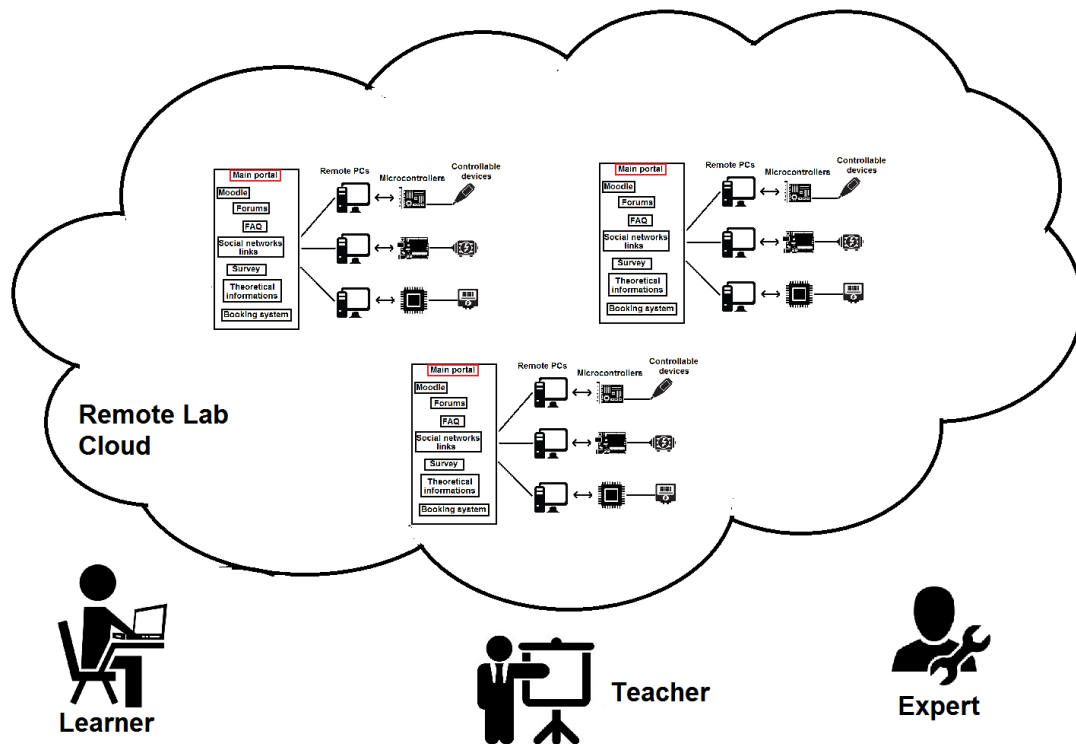 Main portal
Moodle
Forums
FAQ
Social networks
links
Survey
Theoretical
informations
Booking system
Remote PCs
Microcontrollers
Controllable
devices
Main portal
Moodle
Forums
FAQ
Social networks
links
Survey
Theoretical
informations
Booking system
Remote PCs
Microcontrollers
Controllable
devices
Main portal
Moodle
Forums
FAQ
Social networks
links
Survey
Theoretical
informations
Booking system
Remote PCs
Microcontrollers
Controllable
devices
Remote Lab
Cloud
Learner
Teacher
Expert